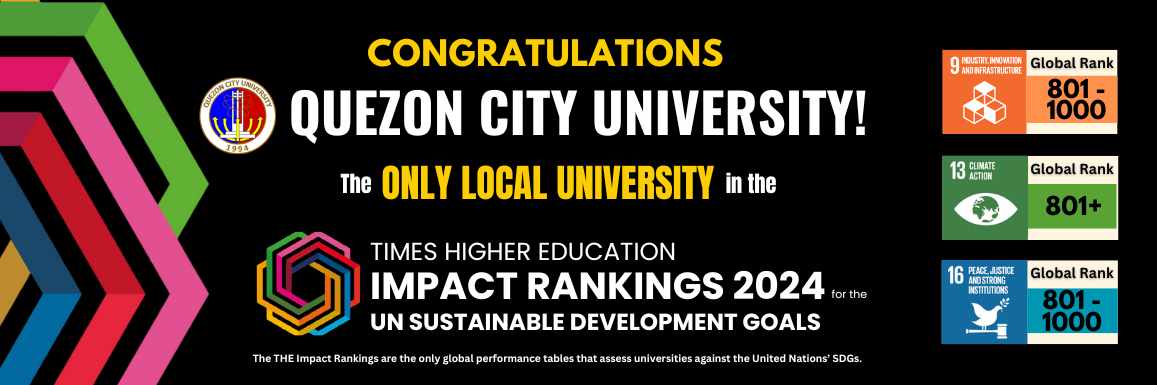 CONGRATULATIONS
QUEZON CITY UNIVERSITY
1994
QUEZON CITY UNIVERSITY!
The ONLY LOCAL UNIVERSITY in the
TIMES HIGHER EDUCATION
IMPACT RANKINGS 2024 for the
UN SUSTAINABLE DEVELOPMENT GOALS
The THE Impact Rankings are the only global performance tables that assess universities against the United Nations' SDGs.
9 INDUSTRY, INNOVATION
AND INFRASTRUCTURE
Global Rank
801 -
1000
13 CLIMATE
ACTION
Global Rank
801+
16 PEACE, JUSTICE
AND STRONG
INSTITUTIONS
Global Rank
801 -
1000